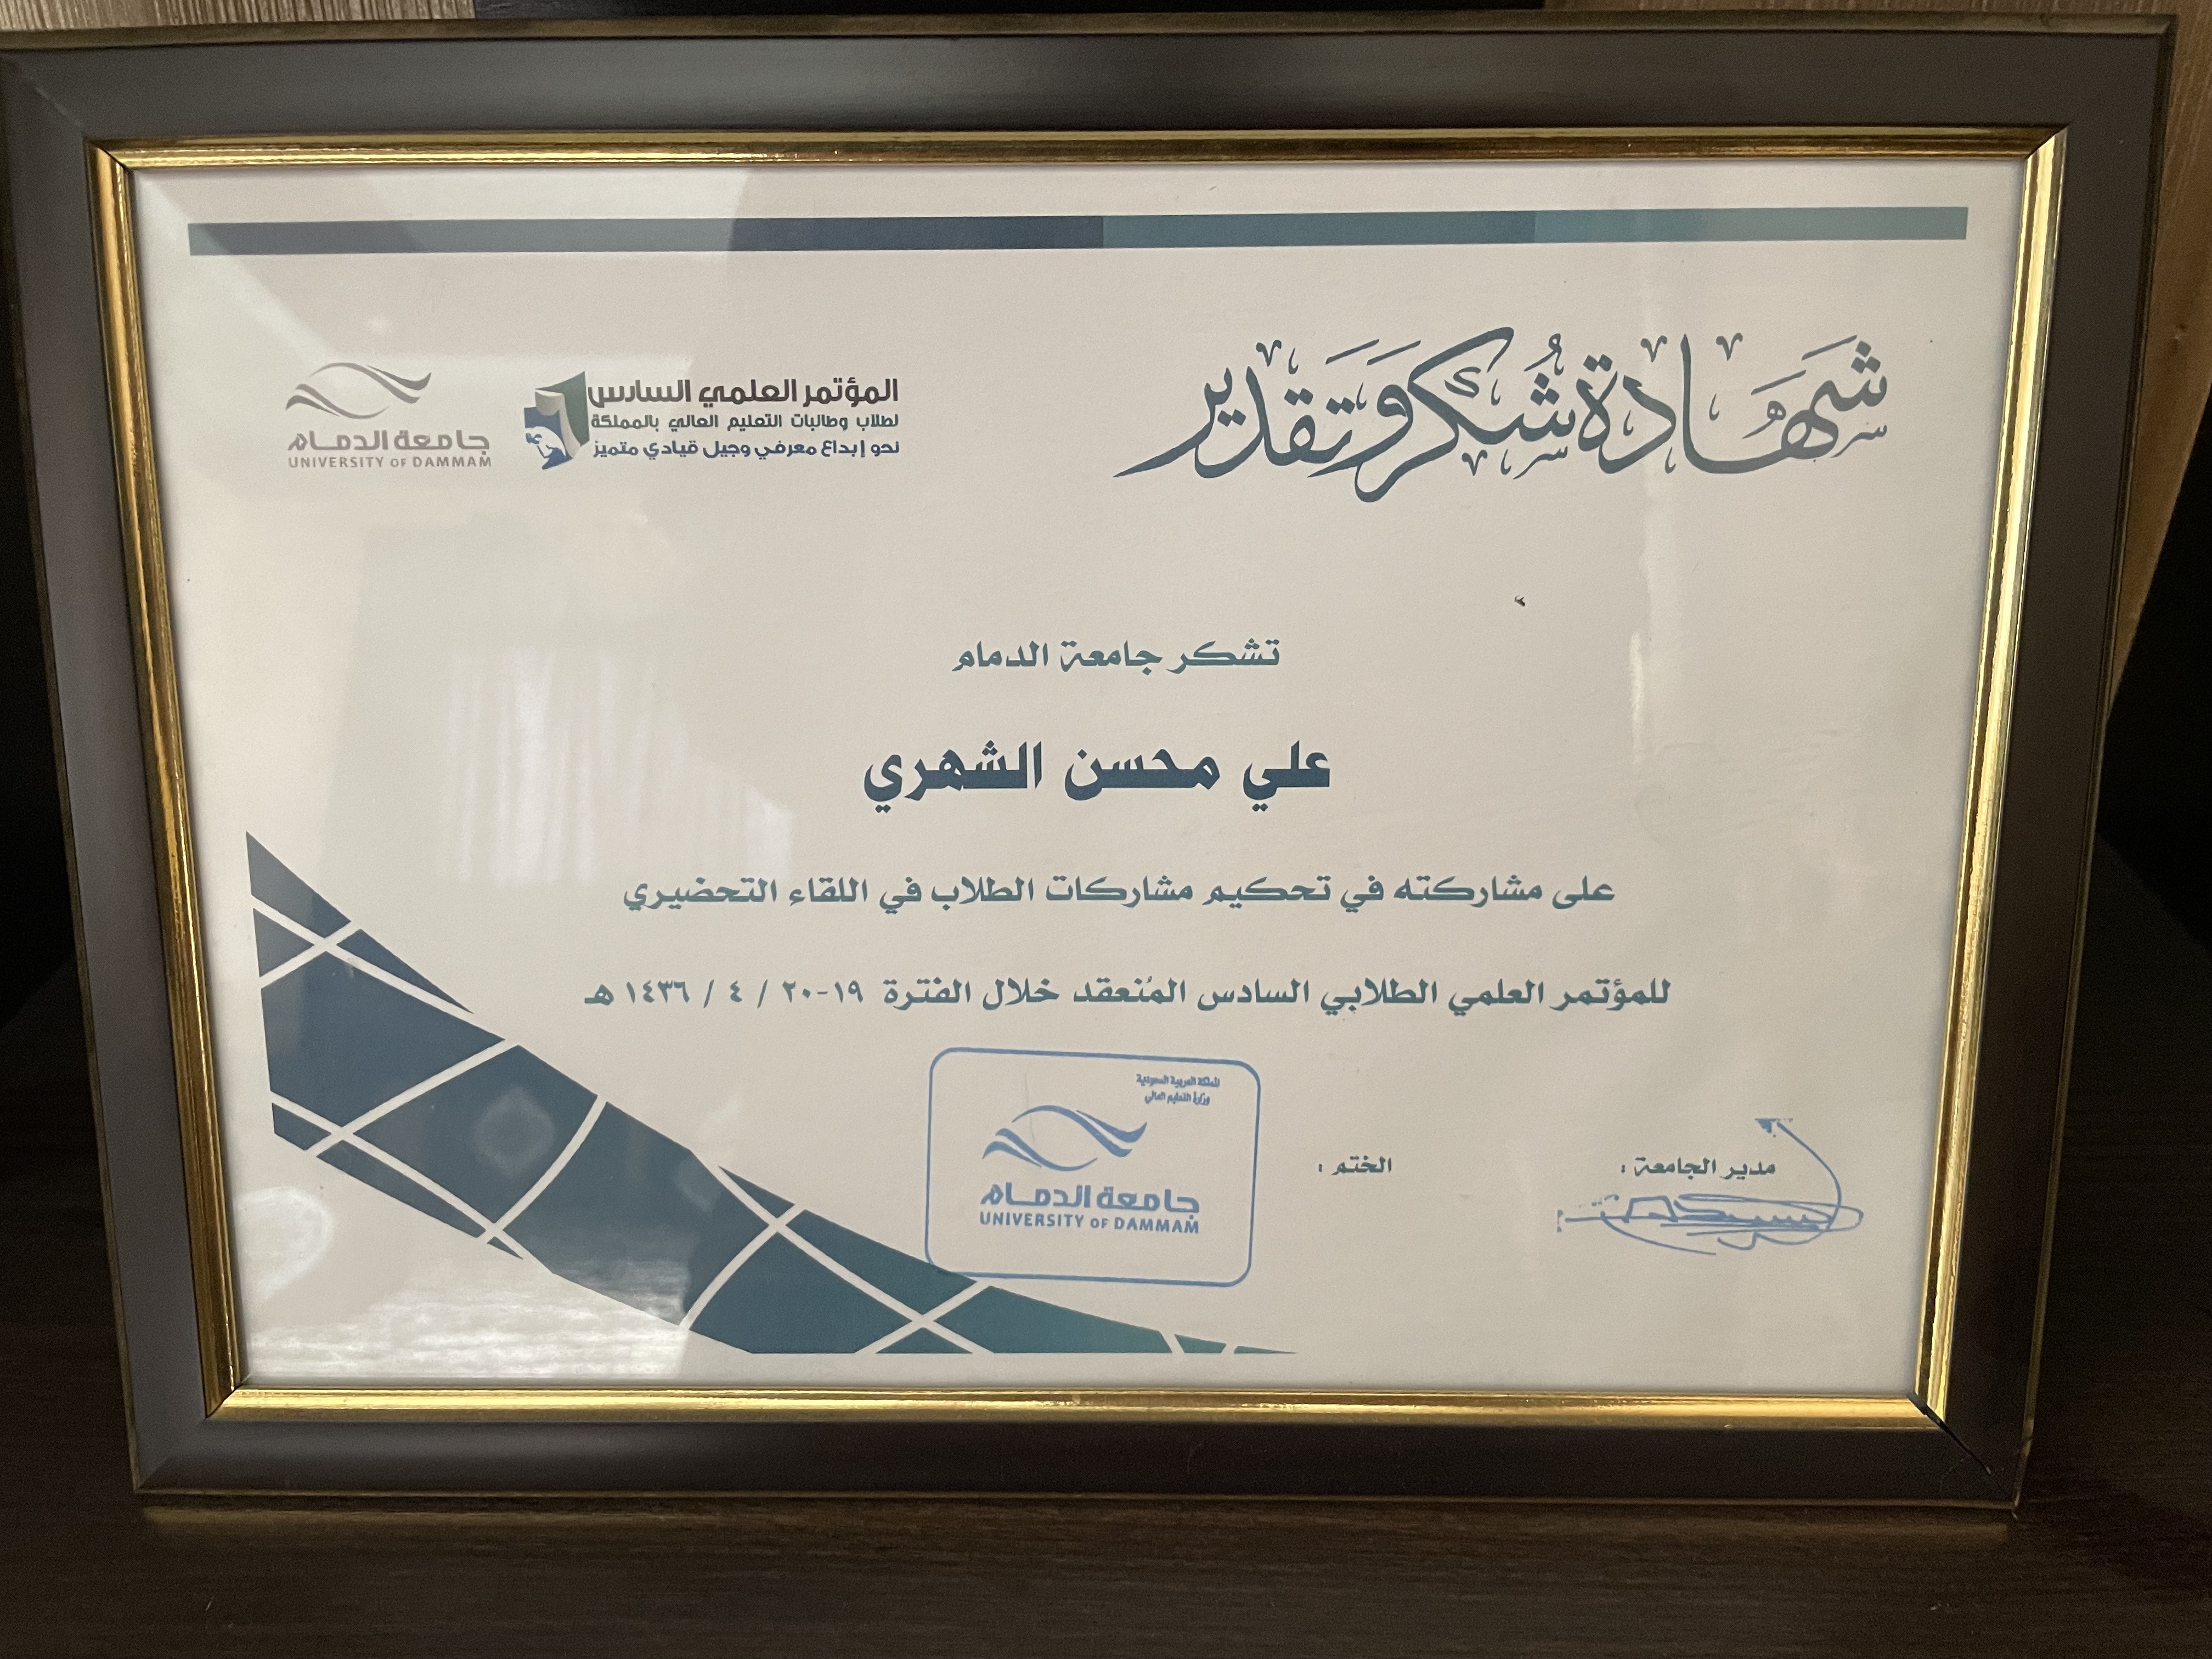 شهادة شكر وتقدير
المؤتمر العلمي السادس
لطلاب وطالبات التعليم العالي بالمملكة
نحو إبداع معرفي وجيل قيادي متميز
جامعة الدمام
UNIVERSITY OF DAMMAM
تشكر جامعة الدمام
علي محسن الشهري
على مشاركته في تحكيم مشاركات الطلاب في اللقاء التحضيري
للمؤتمر العلمي الطلابي السادس المُنعقد خلال الفترة ١٩-٢٠ / ٤ / ١٤٣٦ هـ
مدير الجامعة :
الختم :
المملكة العربية السعودية
وزارة التعليم العالي
جامعة الدمام
UNIVERSITY OF DAMMAM